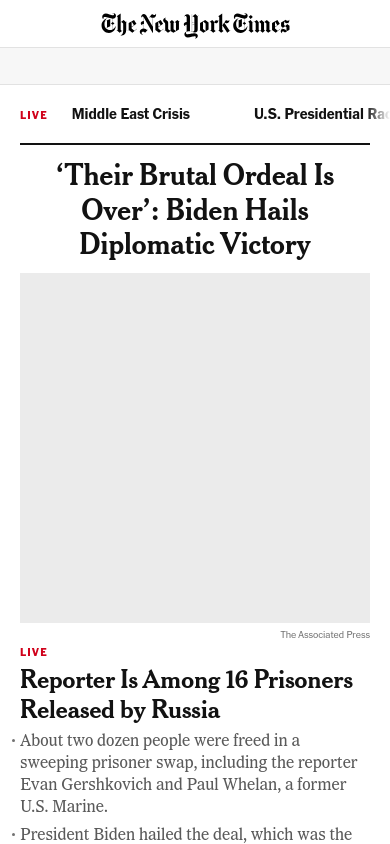 The New York Times
LIVE Middle East Crisis U.S. Presidential Rac
‘Their Brutal Ordeal Is
Over’: Biden Hails
Diplomatic Victory
The Associated Press
LIVE
Reporter Is Among 16 Prisoners
Released by Russia
· About two dozen people were freed in a
sweeping prisoner swap, including the reporter
Evan Gershkovich and Paul Whelan, a former
U.S. Marine.
· President Biden hailed the deal, which was the